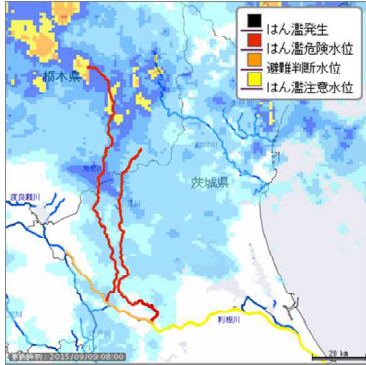 はん濫発生
はん濫危険水位
避難判断水位
はん濫注意水位
栃木県
茨城県
渡良瀬川
利根川
更新時刻：2015/09/09 08:00
20 km